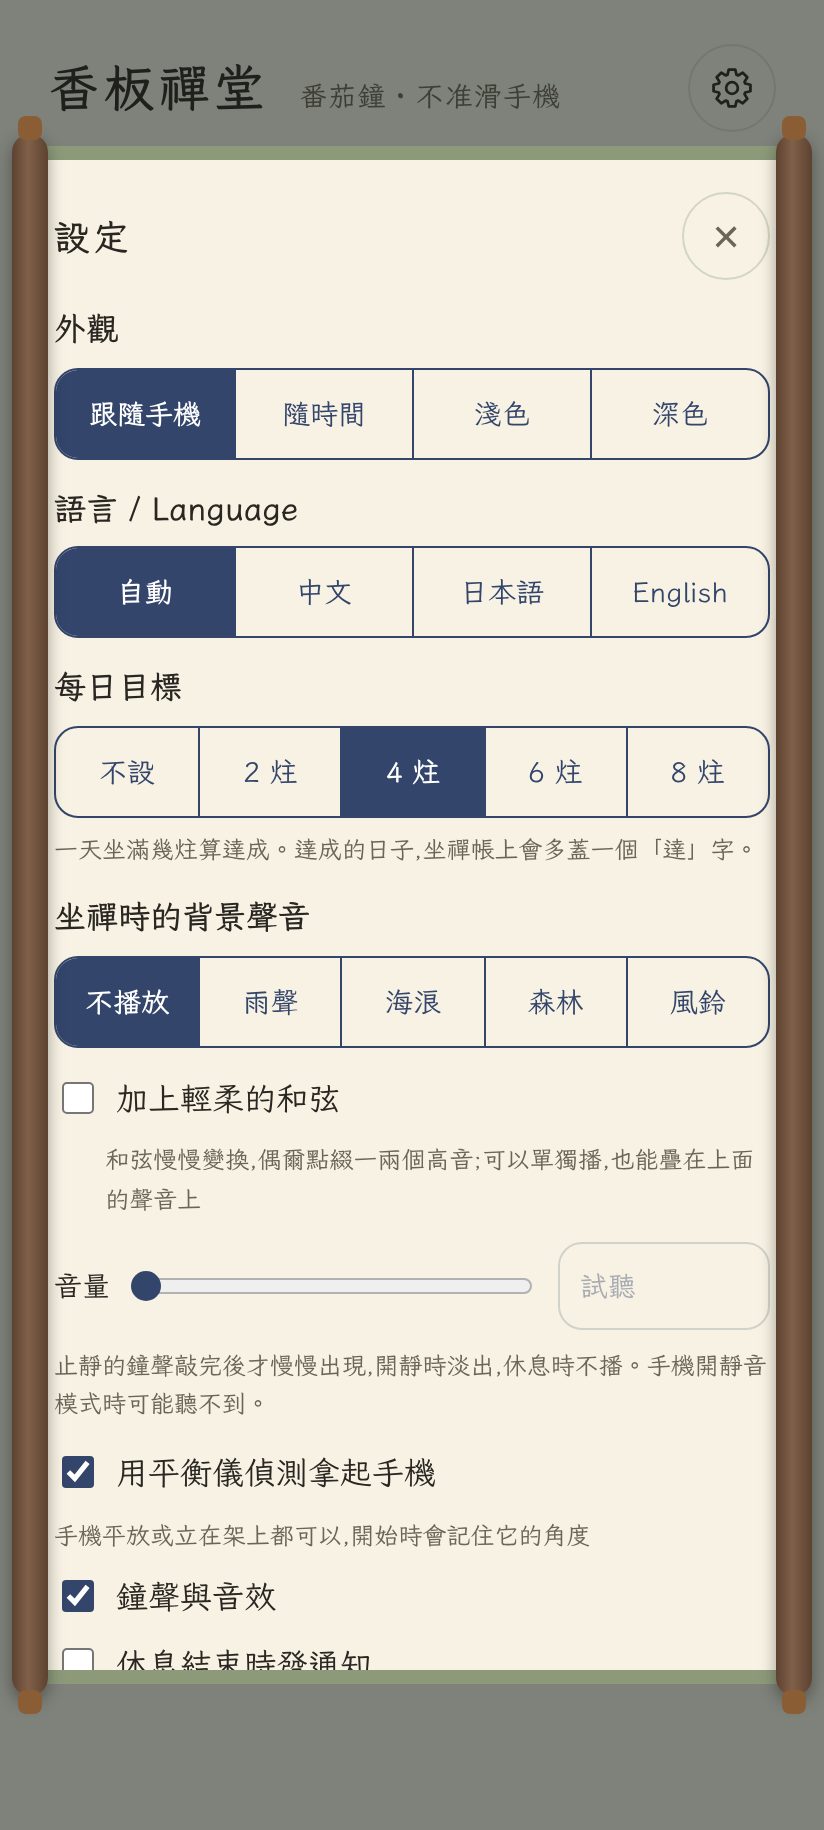 香板禪堂 番茄鐘・不准滑手機
設定
外觀
跟隨手機 隨時間 淺色 深色
語言 / Language
自動 中文 日本語 English
每日目標
不設 2 炷 4 炷 6 炷 8 炷
一天坐滿幾炷算達成。達成的日子,坐禪帳上會多蓋一個「達」字。
坐禪時的背景聲音
不播放 雨聲 海浪 森林 風鈴
加上輕柔的和弦
和弦慢慢變換,偶爾點綴一兩個高音;可以單獨播,也能疊在上面
的聲音上
音量 試聽
止靜的鐘聲敲完後才慢慢出現,開靜時淡出,休息時不播。手機開靜音
模式時可能聽不到。
用平衡儀偵測拿起手機
手機平放或立在架上都可以,開始時會記住它的角度
鐘聲與音效
休息結束時發通知